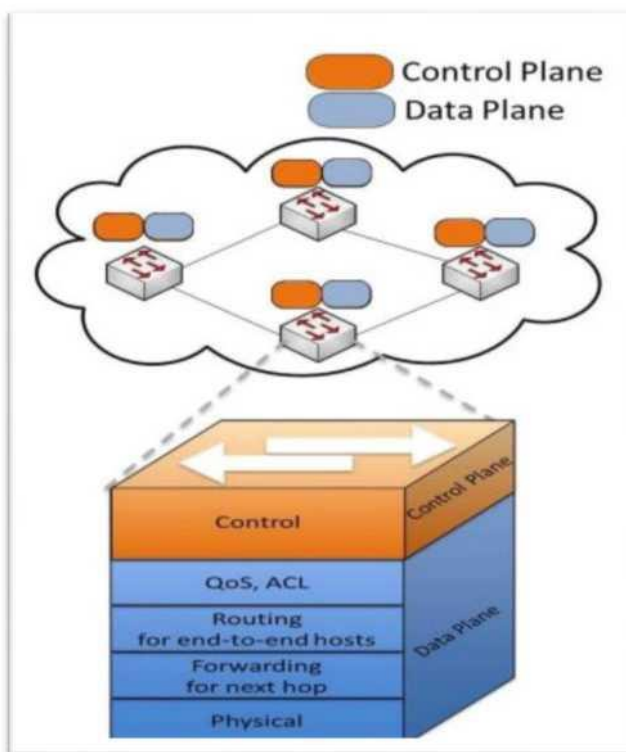 Control Plane
Data Plane
Control
Control Plane
QoS, ACL
Routing
for end-to-end hosts
Data Plane
Forwarding
for next hop
Physical